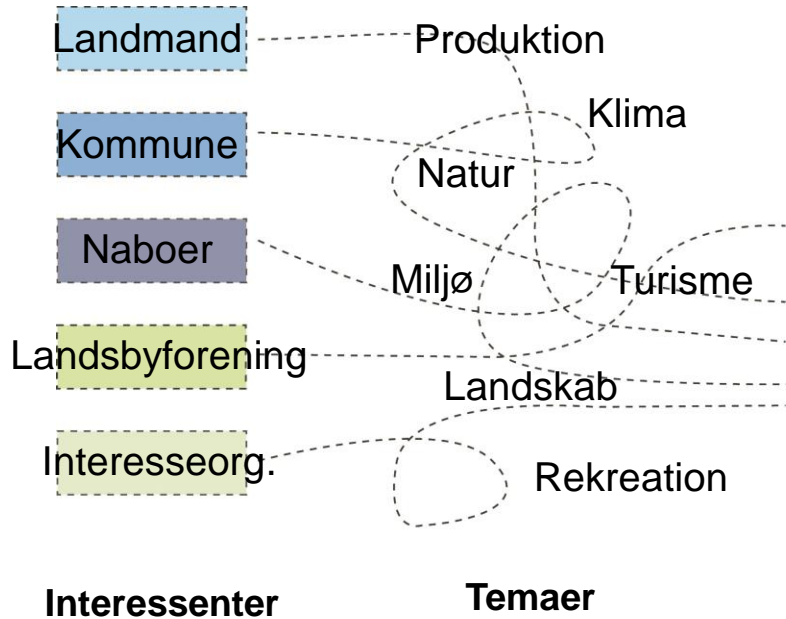 Landmand
Kommune
Naboer
Landsbyforening
Interesseorg.
Interessenter
Produktion
Klima
Natur
Miljø
Turisme
Landskab
Rekreation
Temaer